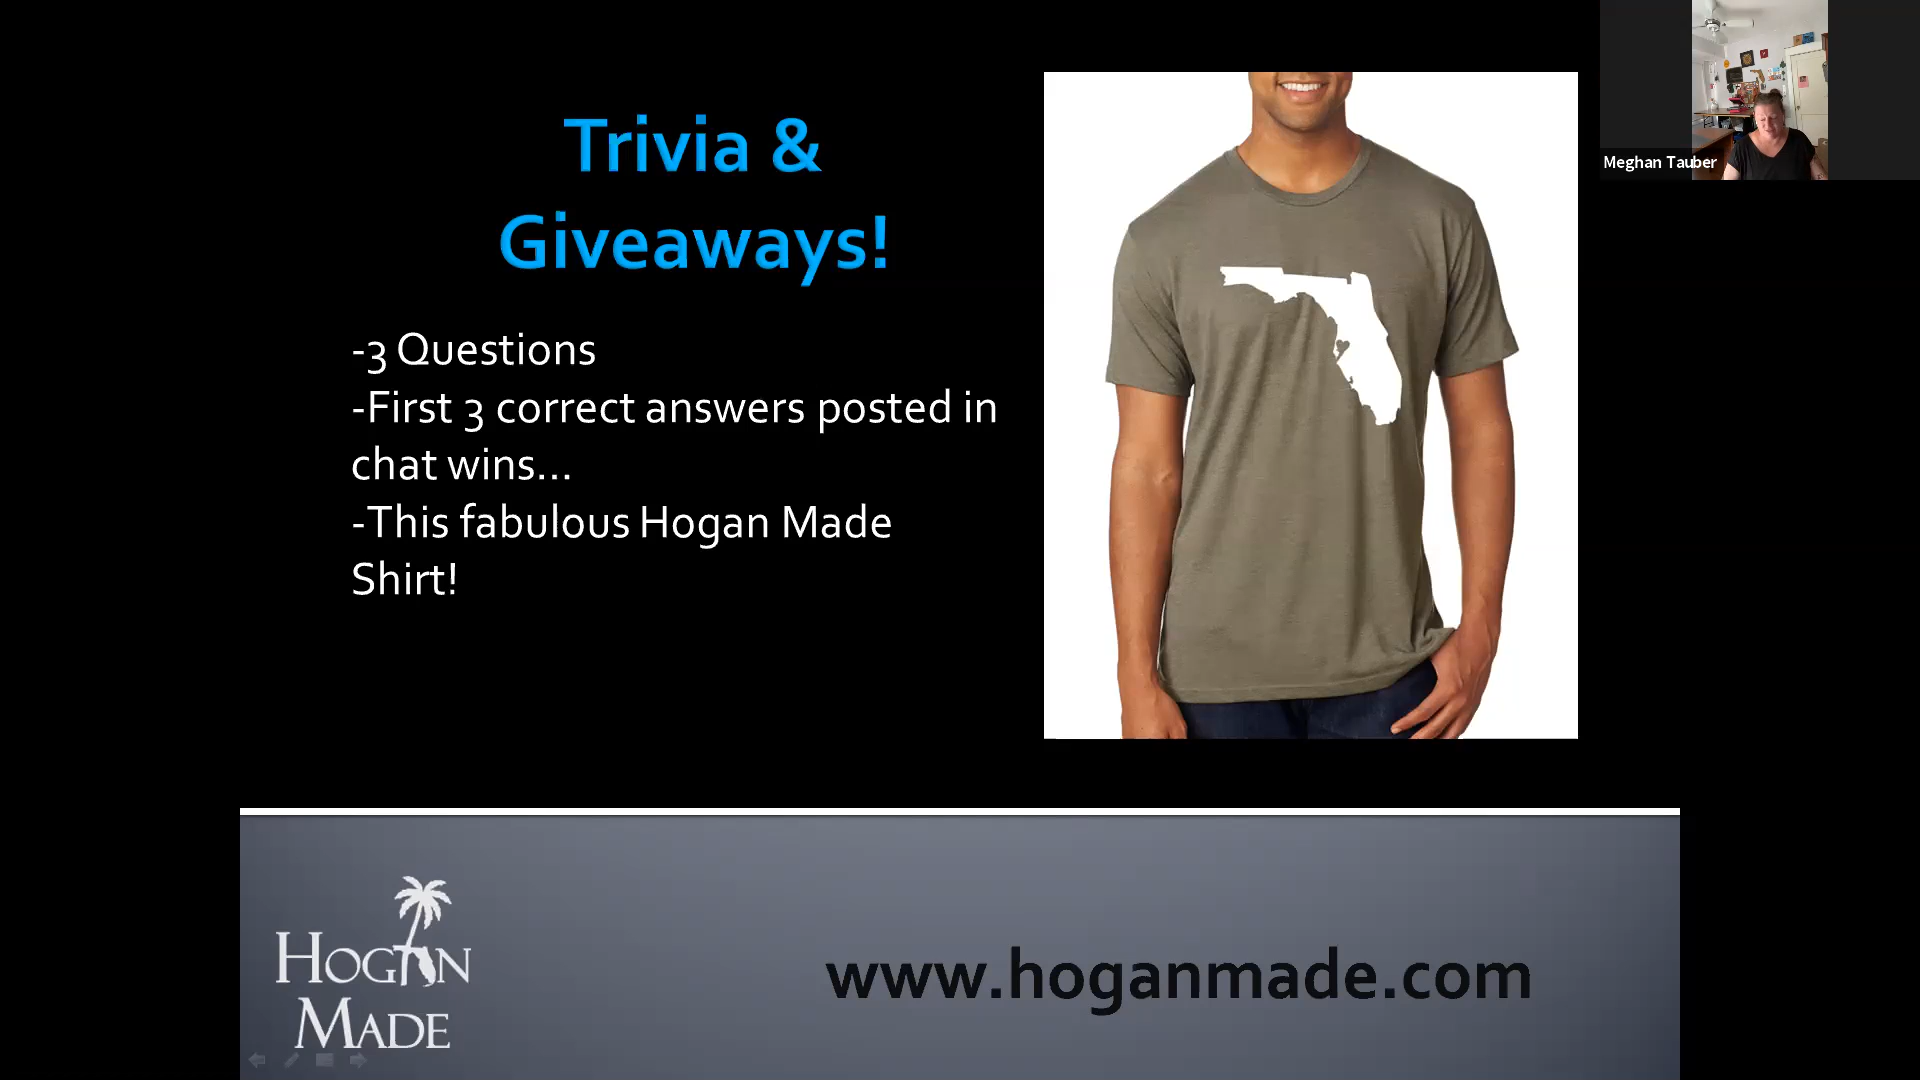 Trivia &
Giveaways!
-3 Questions
-First 3 correct answers posted in
chat wins...
-This fabulous Hogan Made
Shirt!
Meghan Tauber
HOGAN
MADE
www.hoganmade.com